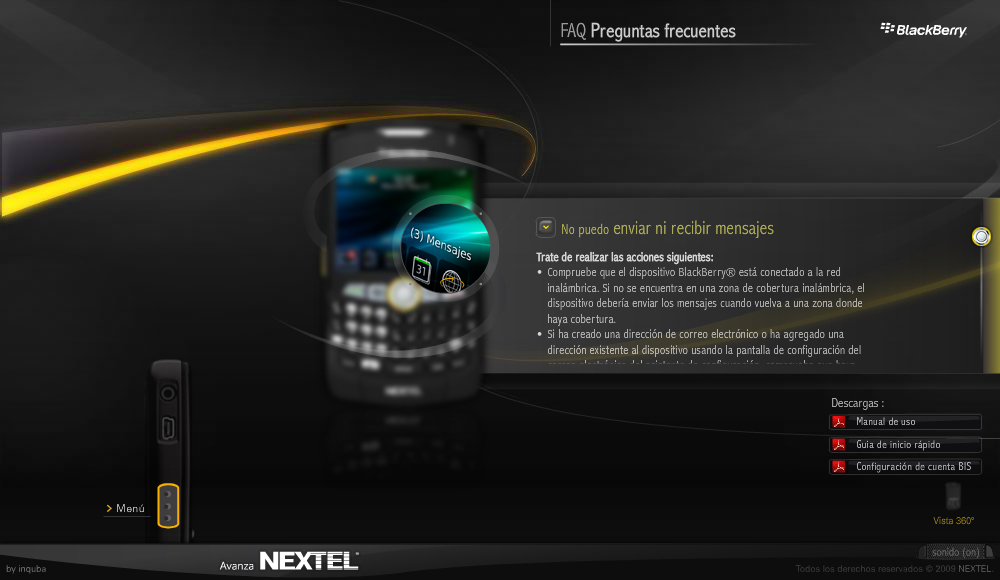 FAQ Preguntas frecuentes
BlackBerry
(3) Mensajes
31
No puedo enviar ni recibir mensajes
Trate de realizar las acciones siguientes:
• Compruebe que el dispositivo BlackBerry® está conectado a la red
inalámbrica. Si no se encuentra en una zona de cobertura inalámbrica, el
dispositivo debería enviar los mensajes cuando vuelva a una zona donde
haya cobertura.
• Si ha creado una dirección de correo electrónico o ha agregado una
dirección existente al dispositivo usando la pantalla de configuración del
NEXTEL
Descargas :
Manual de uso
Guia de inicio rápido
Configuración de cuenta BIS
> Menú
Vista 360°
sonido (on)
by inquba
Avanza NEXTEL
Todos los derechos reservados © 2009 NEXTEL.